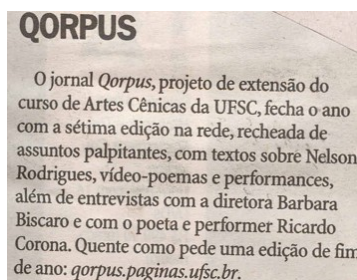 QORPUS
O jornal Qorpus, projeto de extensão do
curso de Artes Cênicas da UFSC, fecha o ano
com a sétima edição na rede, recheada de
assuntos palpitantes, com textos sobre Nelson
Rodrigues, vídeo-poemas e performances,
além de entrevistas com a diretora Barbara
Biscaro e com o poeta e performer Ricardo
Corona. Quente como pede uma edição de fim
de ano: qorpus.paginas.ufsc.br.